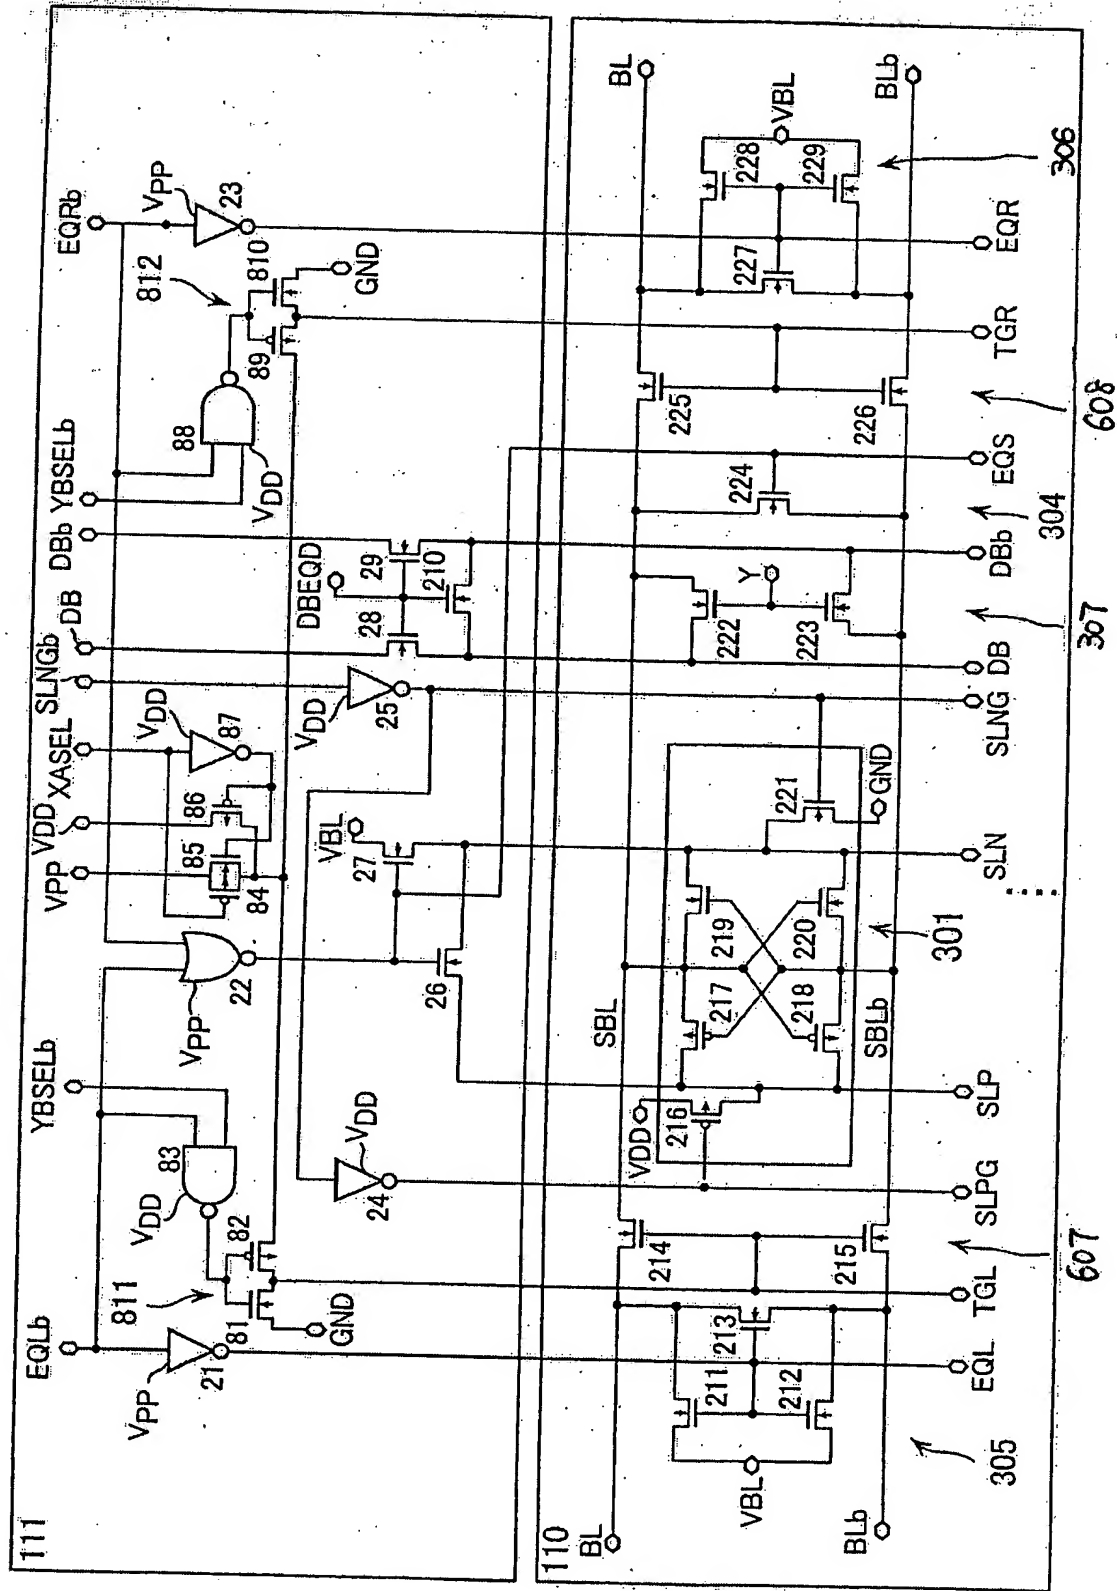 111
EQLb
YBSELb
VPP
VDD
XASEL
SLNGb
DB
DBb
YBSELb
EQRb
VPP
21
811
81
82
GND
VDD
83
24
VDD
VPP
22
26
27
VBL
84
85
86
87
VDD
VDD
25
28
DBEQD
29
210
88
VDD
89
810
812
GND
VPP
23
110
BL
BLb
VBL
211
212
213
214
215
305
607
EQL
TGL
SLPG
SLP
SLN
SLNG
DB
DBb
EQS
TGR
EQR
VDD
216
SBL
SBLb
217
218
219
220
221
GND
301
222
223
Y
307
224
304
225
226
608
227
228
229
VBL
306
BL
BLb